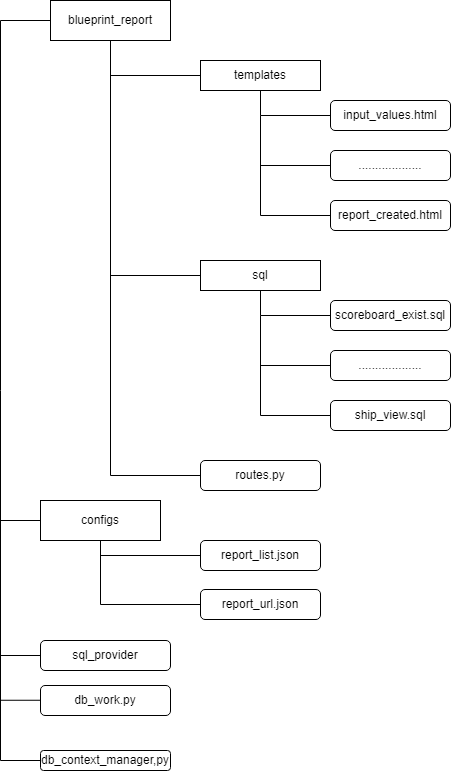 blueprint_report
templates
input_values.html
...................
report_created.html
sql
scoreboard_exist.sql
...................
ship_view.sql
routes.py
configs
report_list.json
report_url.json
sql_provider
db_work.py
db_context_manager,py